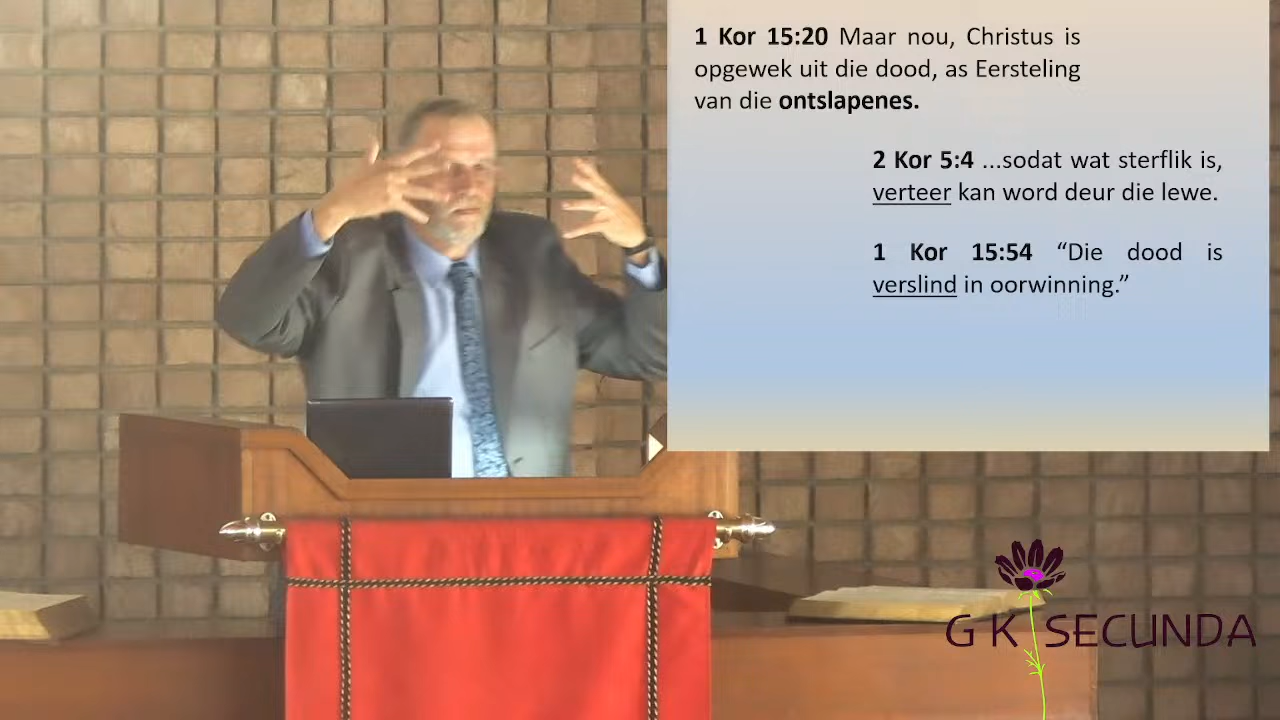 1 Kor 15:20 Maar nou, Christus is
opgewek uit die dood, as Eersteling
van die ontslapenes.
2 Kor 5:4 ...sodat wat sterflik is,
verteer kan word deur die lewe.
1 Kor 15:54 “Die dood is
verslind in oorwinning.”
GK SECUNDA